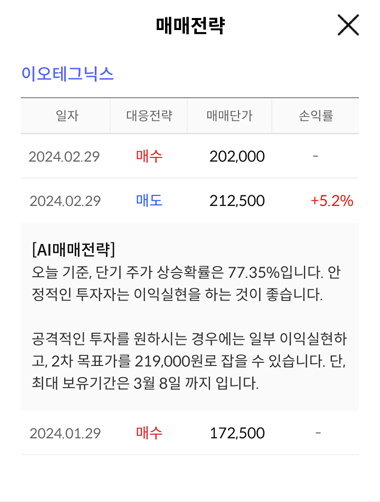 매매전략
이오테그닉스
일자 대응전략 매매단가 손익률
2024.02.29 매수 202,000 -
2024.02.29 매도 212,500 +5.2%
[AI매매전략]
오늘 기준, 단기 주가 상승확률은 77.35%입니다. 안
정적인 투자자는 이익실현을 하는 것이 좋습니다.
공격적인 투자를 원하시는 경우에는 일부 이익실현하
고, 2차 목표가를 219,000원로 잡을 수 있습니다. 단,
최대 보유기간은 3월 8일 까지 입니다.
2024.01.29 매수 172,500 -